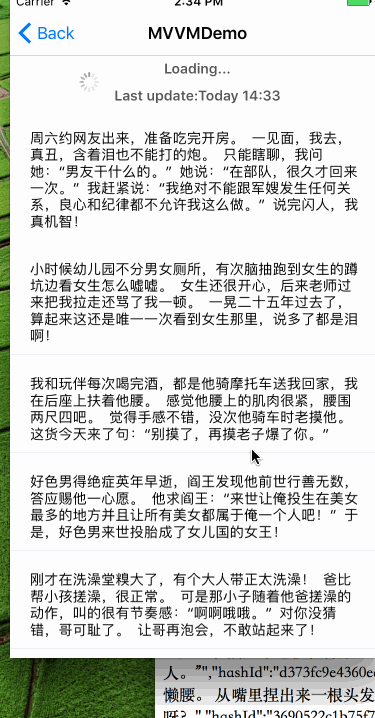 Carrier 2:34 PM
Back MVVMDemo
Loading...
Last update:Today 14:33
周六约网友出来，准备吃完开房。 一见面，我去，
真丑，含着泪也不能打的炮。 只能瞎聊，我问
她：“男友干什么的。” 她说：“在部队，很久才回来
一次。” 我赶紧说：“我绝对不能跟军嫂发生任何关
系，良心和纪律都不允许我这么做。” 说完闪人，我
真机智！
小时候幼儿园不分男女厕所，有次脑抽跑到女生的蹲
坑边看女生怎么嘘嘘。 女生还很开心，后来老师过
来把我拉走还骂了我一顿。 一晃二十五年过去了，
算起来这还是唯一一次看到女生那里，说多了都是泪
啊！
我和玩伴每次喝完酒，都是他骑摩托车送我回家，我
在后座上扶着他腰。 感觉他腰上的肌肉很紧，腰围
两尺四吧。 觉得手感不错，没次他骑车时老摸他。
这货今天来了句：“别摸了，再摸老子爆了你。”
好色男得绝症英年早逝，阎王发现他前世行善无数，
答应赐他一心愿。 他求阎王：“来世让俺投生在美女
最多的地方并且让所有美女都属于俺一个人吧！” 于
是，好色男来世投胎成了女儿国的女王！
刚才在洗澡堂糗大了，有个大人带正太洗澡！ 爸比
帮小孩搓澡，很正常。 可是那小子随着他爸搓澡的
动作，叫的很有节奏感：“啊啊哦哦。” 对你没猜
错，哥可耻了。 让哥再泡会，不敢站起来了！
人。”","hashId":"d373fc9e4360e
懒腰。 从嘴里捏出来一根头发
呀？","hashId":"3690522c1b75f7